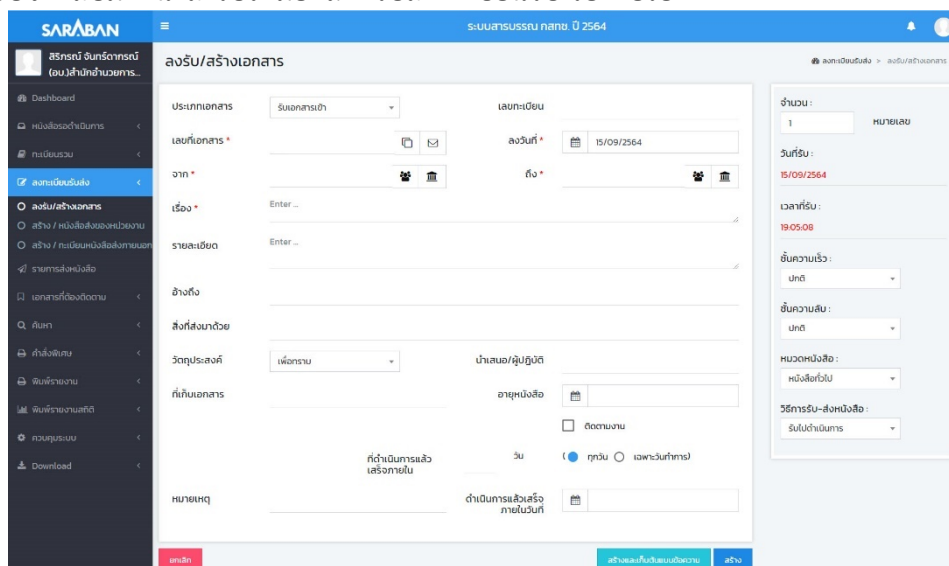 SARABAN
ระบบสารบรรณ กสทช. ปี 2564
สิริกรณ์ จันทร์ดาภรณ์
(อบ.)สำนักอำนวยการ...
ลงรับ/สร้างเอกสาร
ลงทะเบียนรับส่ง > ลงรับ/สร้างเอกสาร
Dashboard
หนังสือรอดำเนินการ
ทะเบียนรวม
ลงทะเบียนรับส่ง
ลงรับ/สร้างเอกสาร
สร้าง / หนังสือส่งของหน่วยงาน
สร้าง / ทะเบียนหนังสือส่งภายนอก
รายการส่งหนังสือ
เอกสารที่ต้องติดตาม
ค้นหา
คำสั่งพิเศษ
พิมพ์รายงาน
พิมพ์รายงานสถิติ
ควบคุมระบบ
Download
ประเภทเอกสาร รับเอกสารเข้า เลขทะเบียน
เลขที่เอกสาร * ลงวันที่ * 15/09/2564
จาก * ถึง *
เรื่อง * Enter ...
รายละเอียด Enter ...
อ้างถึง
สิ่งที่ส่งมาด้วย
วัตถุประสงค์ เพื่อทราบ นำเสนอ/ผู้ปฏิบัติ
ที่เก็บเอกสาร อายุหนังสือ
ติดตามงาน
ที่ดำเนินการแล้ว วัน ( ทุกวัน เฉพาะวันทำการ)
เสร็จภายใน
หมายเหตุ ดำเนินการแล้วเสร็จ
ภายในวันที่
ยกเลิก สร้างและเก็บต้นแบบข้อความ สร้าง
จำนวน :
1 หมายเลข
วันที่รับ :
15/09/2564
เวลาที่รับ :
19:05:08
ชั้นความเร็ว :
ปกติ
ชั้นความลับ :
ปกติ
หมวดหนังสือ :
หนังสือทั่วไป
วิธีการรับ-ส่งหนังสือ :
รับไปดำเนินการ